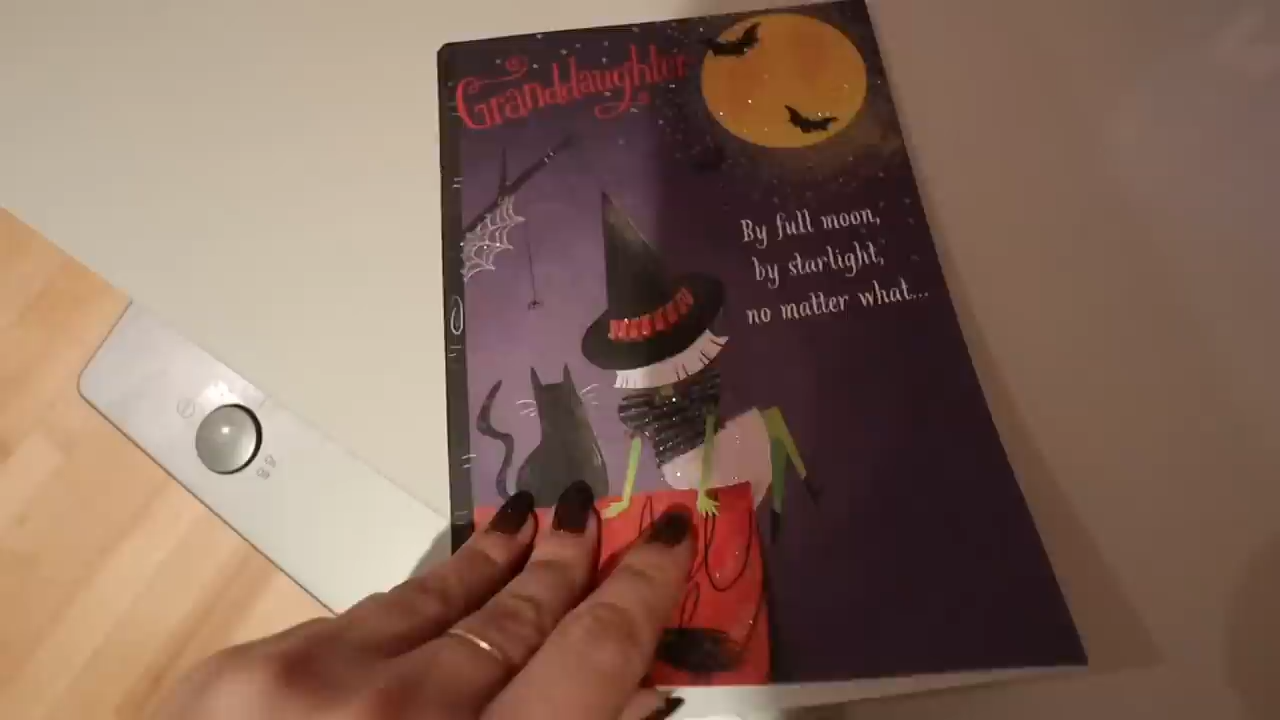 Granddaughter
By full moon,
by starlight,
no matter what...